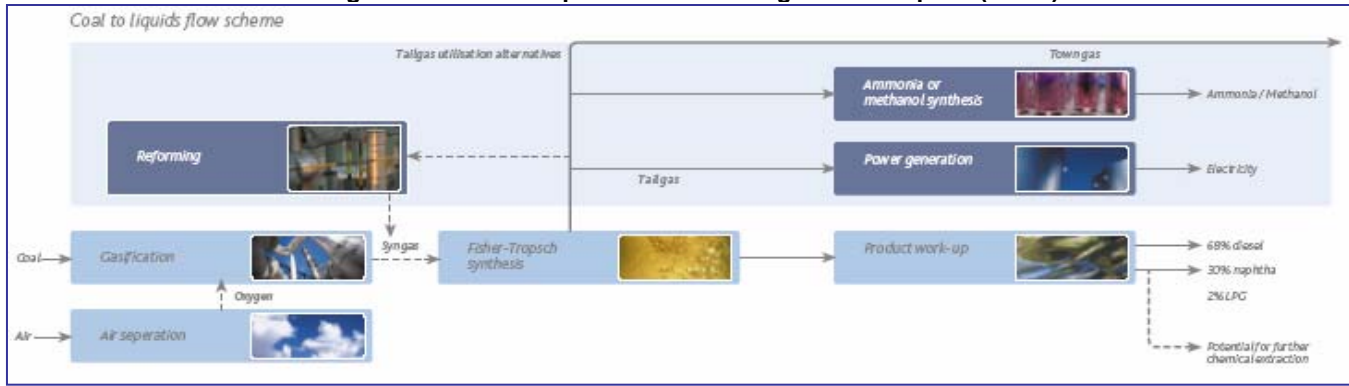 Coal to liquids flow scheme
Tailgas utilisation alternatives
Towngas
Ammonia or
methanol synthesis
Ammonia / Methanol
Reforming
Power generation
Electricity
Tailgas
Coal
Gasification
Syngas
Fisher-Tropsch
synthesis
Product work-up
68% diesel
30% naphtha
2% LPG
Oxygen
Air
Air seperation
Potential for further
chemical extraction